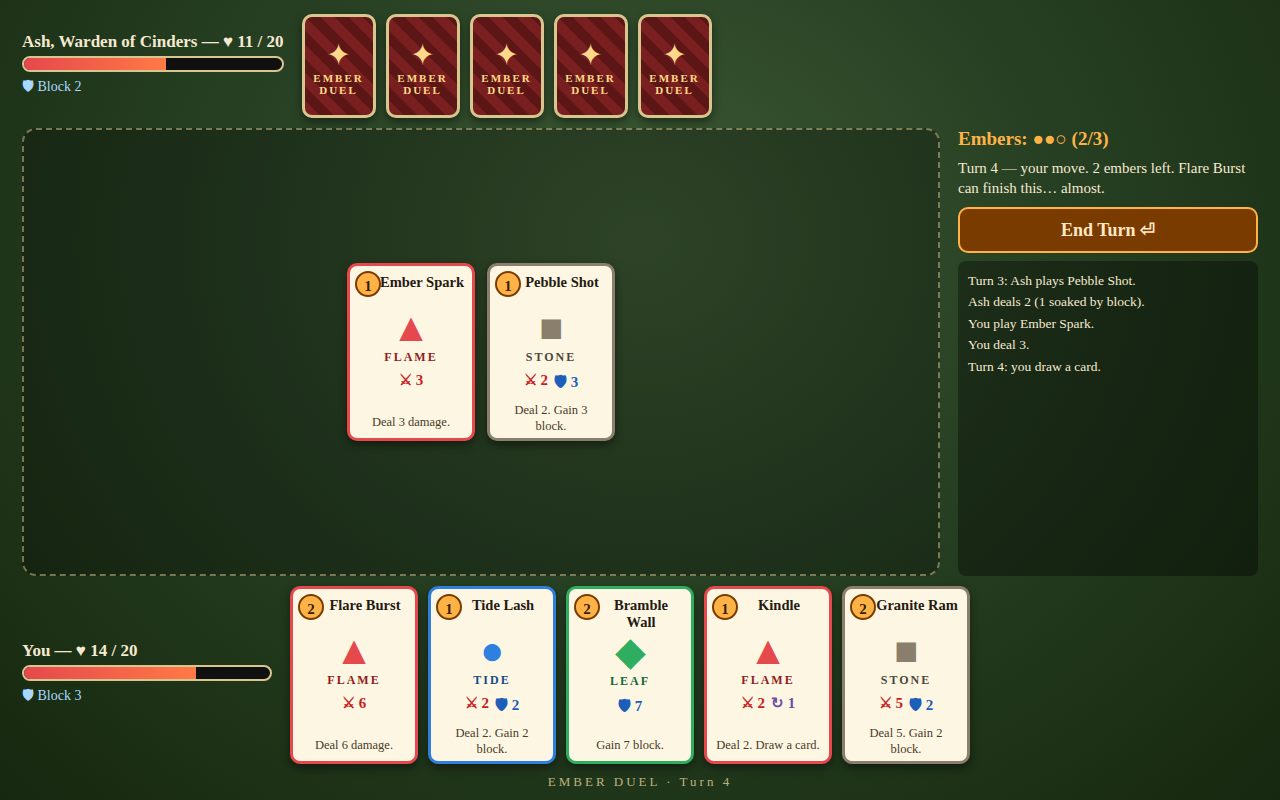 Ash, Warden of Cinders — ♥ 11 / 20
Block 2
EMBER
DUEL
EMBER
DUEL
EMBER
DUEL
EMBER
DUEL
EMBER
DUEL
Embers: ●●○ (2/3)
Turn 4 — your move. 2 embers left. Flare Burst
can finish this… almost.
End Turn ⏎
Turn 3: Ash plays Pebble Shot.
Ash deals 2 (1 soaked by block).
You play Ember Spark.
You deal 3.
Turn 4: you draw a card.
1 Ember Spark
FLAME
⚔ 3
Deal 3 damage.
1 Pebble Shot
STONE
⚔ 2 🛡 3
Deal 2. Gain 3
block.
You — ♥ 14 / 20
Block 3
2 Flare Burst
FLAME
⚔ 6
Deal 6 damage.
1 Tide Lash
TIDE
⚔ 2 🛡 2
Deal 2. Gain 2
block.
2 Bramble
Wall
LEAF
🛡 7
Gain 7 block.
1 Kindle
FLAME
⚔ 2 ↻ 1
Deal 2. Draw a card.
2 Granite Ram
STONE
⚔ 5 🛡 2
Deal 5. Gain 2
block.
EMBER DUEL · Turn 4